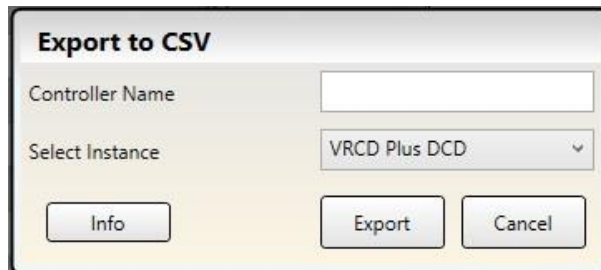 Export to CSV
Controller Name
Select Instance VRCD Plus DCD
Info Export Cancel